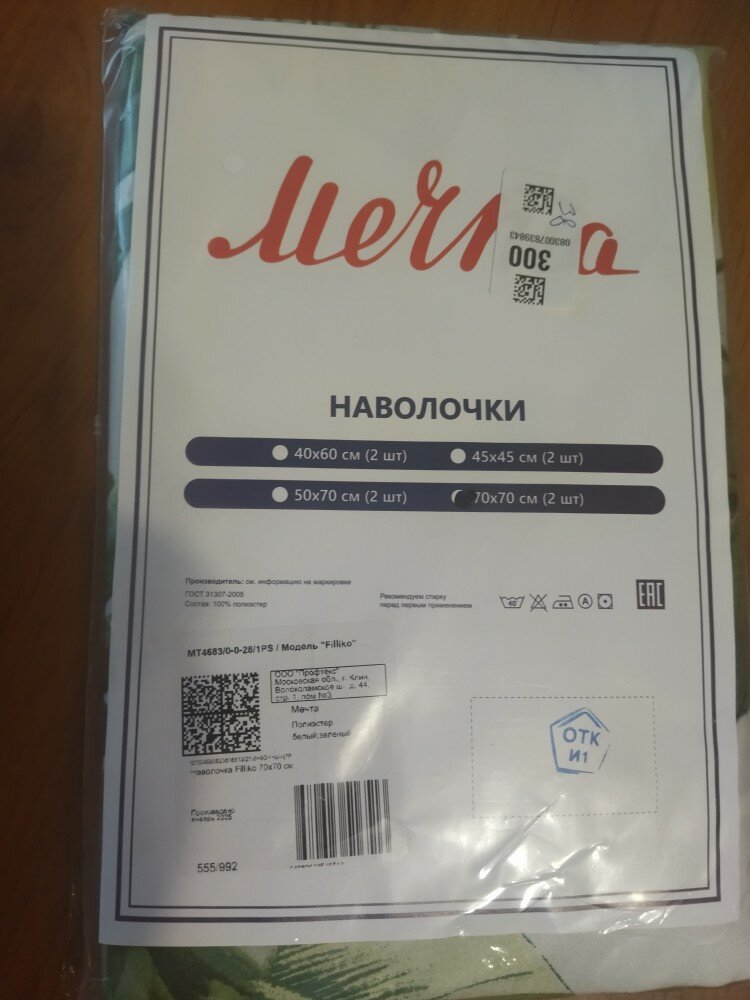 Мечта
300
083007839843
НАВОЛОЧКИ
40x60 см (2 шт)
45x45 см (2 шт)
50x70 см (2 шт)
70x70 см (2 шт)
Производитель: см. информацию на маркировке
ГОСТ 31307-2005
Состав: 100% полиэстер
Рекомендуем стирку
перед первым применением
40
A
EAC
МТ4683/0-0-28/1PS / Модель "Filliko"
ООО "Профтекс"
Московская обл., г. Клин,
Волоколамское ш., д. 44,
стр. 1, пом №3
Мечта
Полиэстер
белый;зеленый
Наволочка Filliko 70x70 см
Произведено
январь 2025
555/992
ОТК
И1